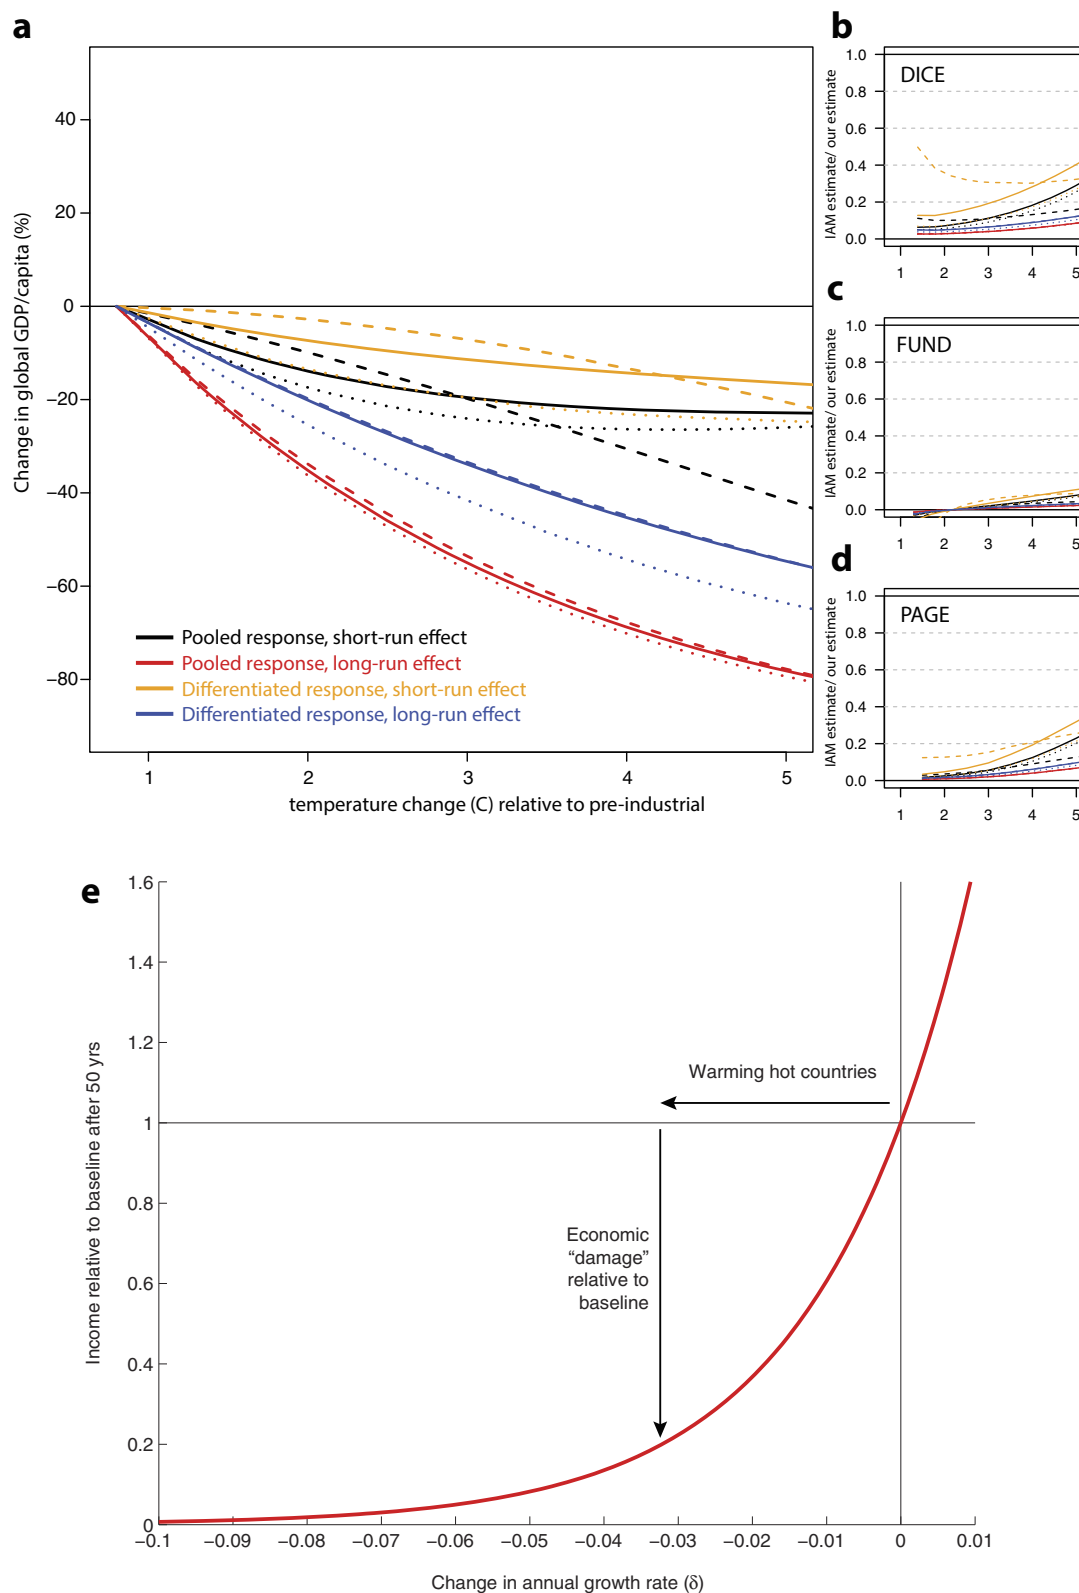 a
Change in global GDP/capita (%)
40
20
0
−20
−40
−60
−80
Pooled response, short-run effect
Pooled response, long-run effect
Differentiated response, short-run effect
Differentiated response, long-run effect
1 2 3 4 5
temperature change (C) relative to pre-industrial
b
DICE
IAM estimate/ our estimate
1.0
0.8
0.6
0.4
0.2
0.0
1 2 3 4 5
c
FUND
IAM estimate/ our estimate
1.0
0.8
0.6
0.4
0.2
0.0
1 2 3 4 5
d
PAGE
IAM estimate/ our estimate
1.0
0.8
0.6
0.4
0.2
0.0
1 2 3 4 5
e
Income relative to baseline after 50 yrs
1.6
1.4
1.2
1
0.8
0.6
0.4
0.2
0
Warming hot countries
Economic
“damage”
relative to
baseline
−0.1 −0.09 −0.08 −0.07 −0.06 −0.05 −0.04 −0.03 −0.02 −0.01 0 0.01
Change in annual growth rate (δ)